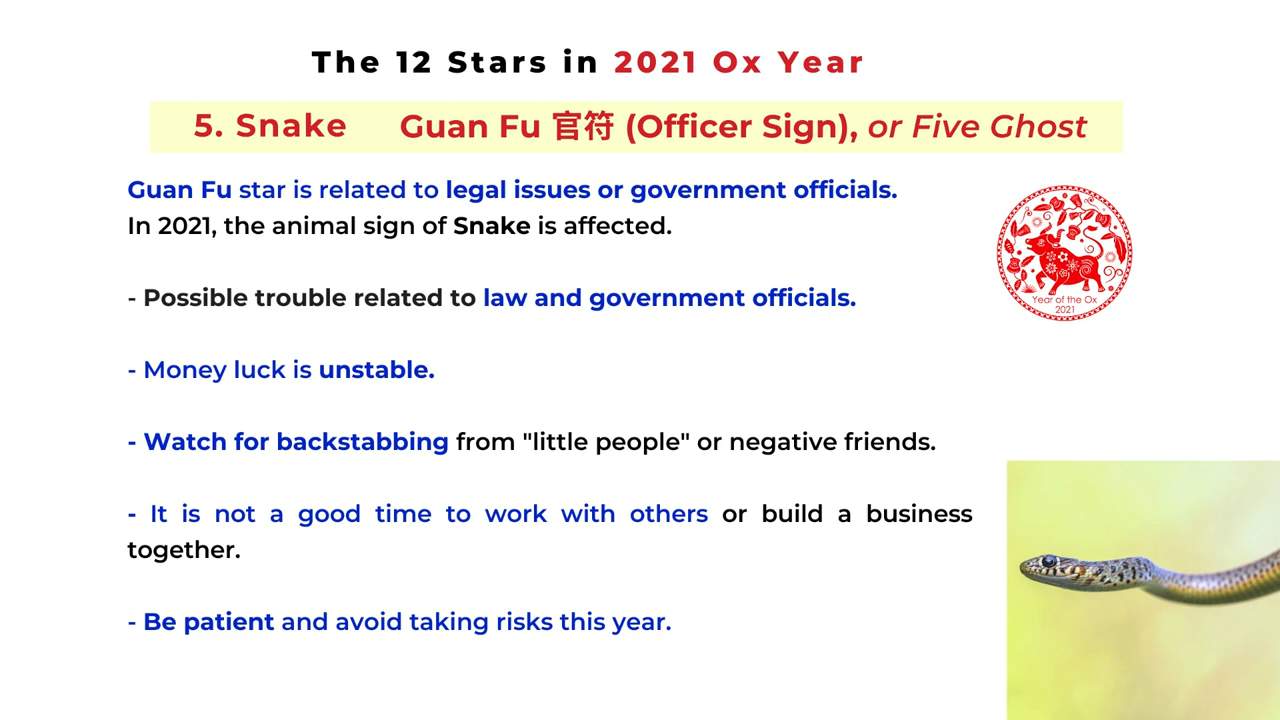 The 12 Stars in 2021 Ox Year
5. Snake Guan Fu 官符 (Officer Sign), or Five Ghost
Guan Fu star is related to legal issues or government officials.
In 2021, the animal sign of Snake is affected.
- Possible trouble related to law and government officials.
- Money luck is unstable.
- Watch for backstabbing from "little people" or negative friends.
- It is not a good time to work with others or build a business
together.
- Be patient and avoid taking risks this year.
Year of the Ox
2021